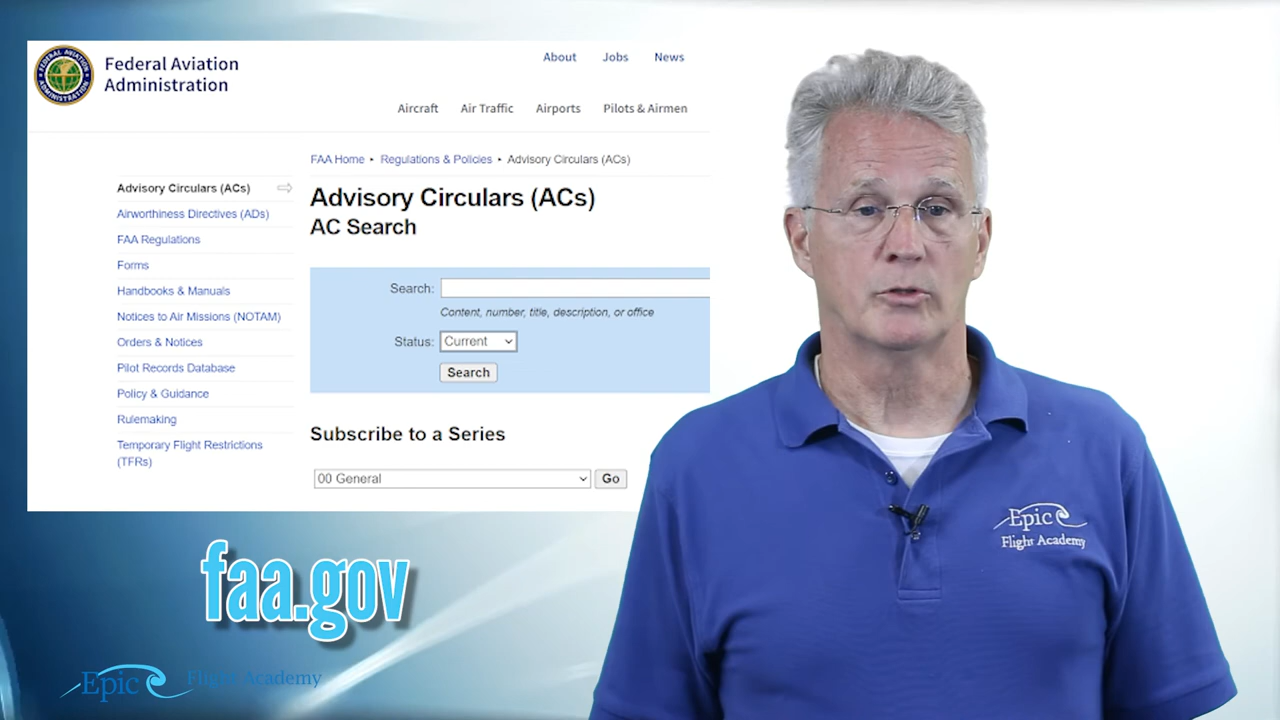 Federal Aviation
Administration
About Jobs News
Aircraft Air Traffic Airports Pilots & Airmen
FAA Home • Regulations & Policies • Advisory Circulars (ACs)
Advisory Circulars (ACs)
Airworthiness Directives (ADs)
FAA Regulations
Forms
Handbooks & Manuals
Notices to Air Missions (NOTAM)
Orders & Notices
Pilot Records Database
Policy & Guidance
Rulemaking
Temporary Flight Restrictions
(TFRs)
Advisory Circulars (ACs)
AC Search
Search:
Content, number, title, description, or office
Status: Current
Search
Subscribe to a Series
00 General Go
faa.gov
Epic Flight Academy
Epic
Flight Academy